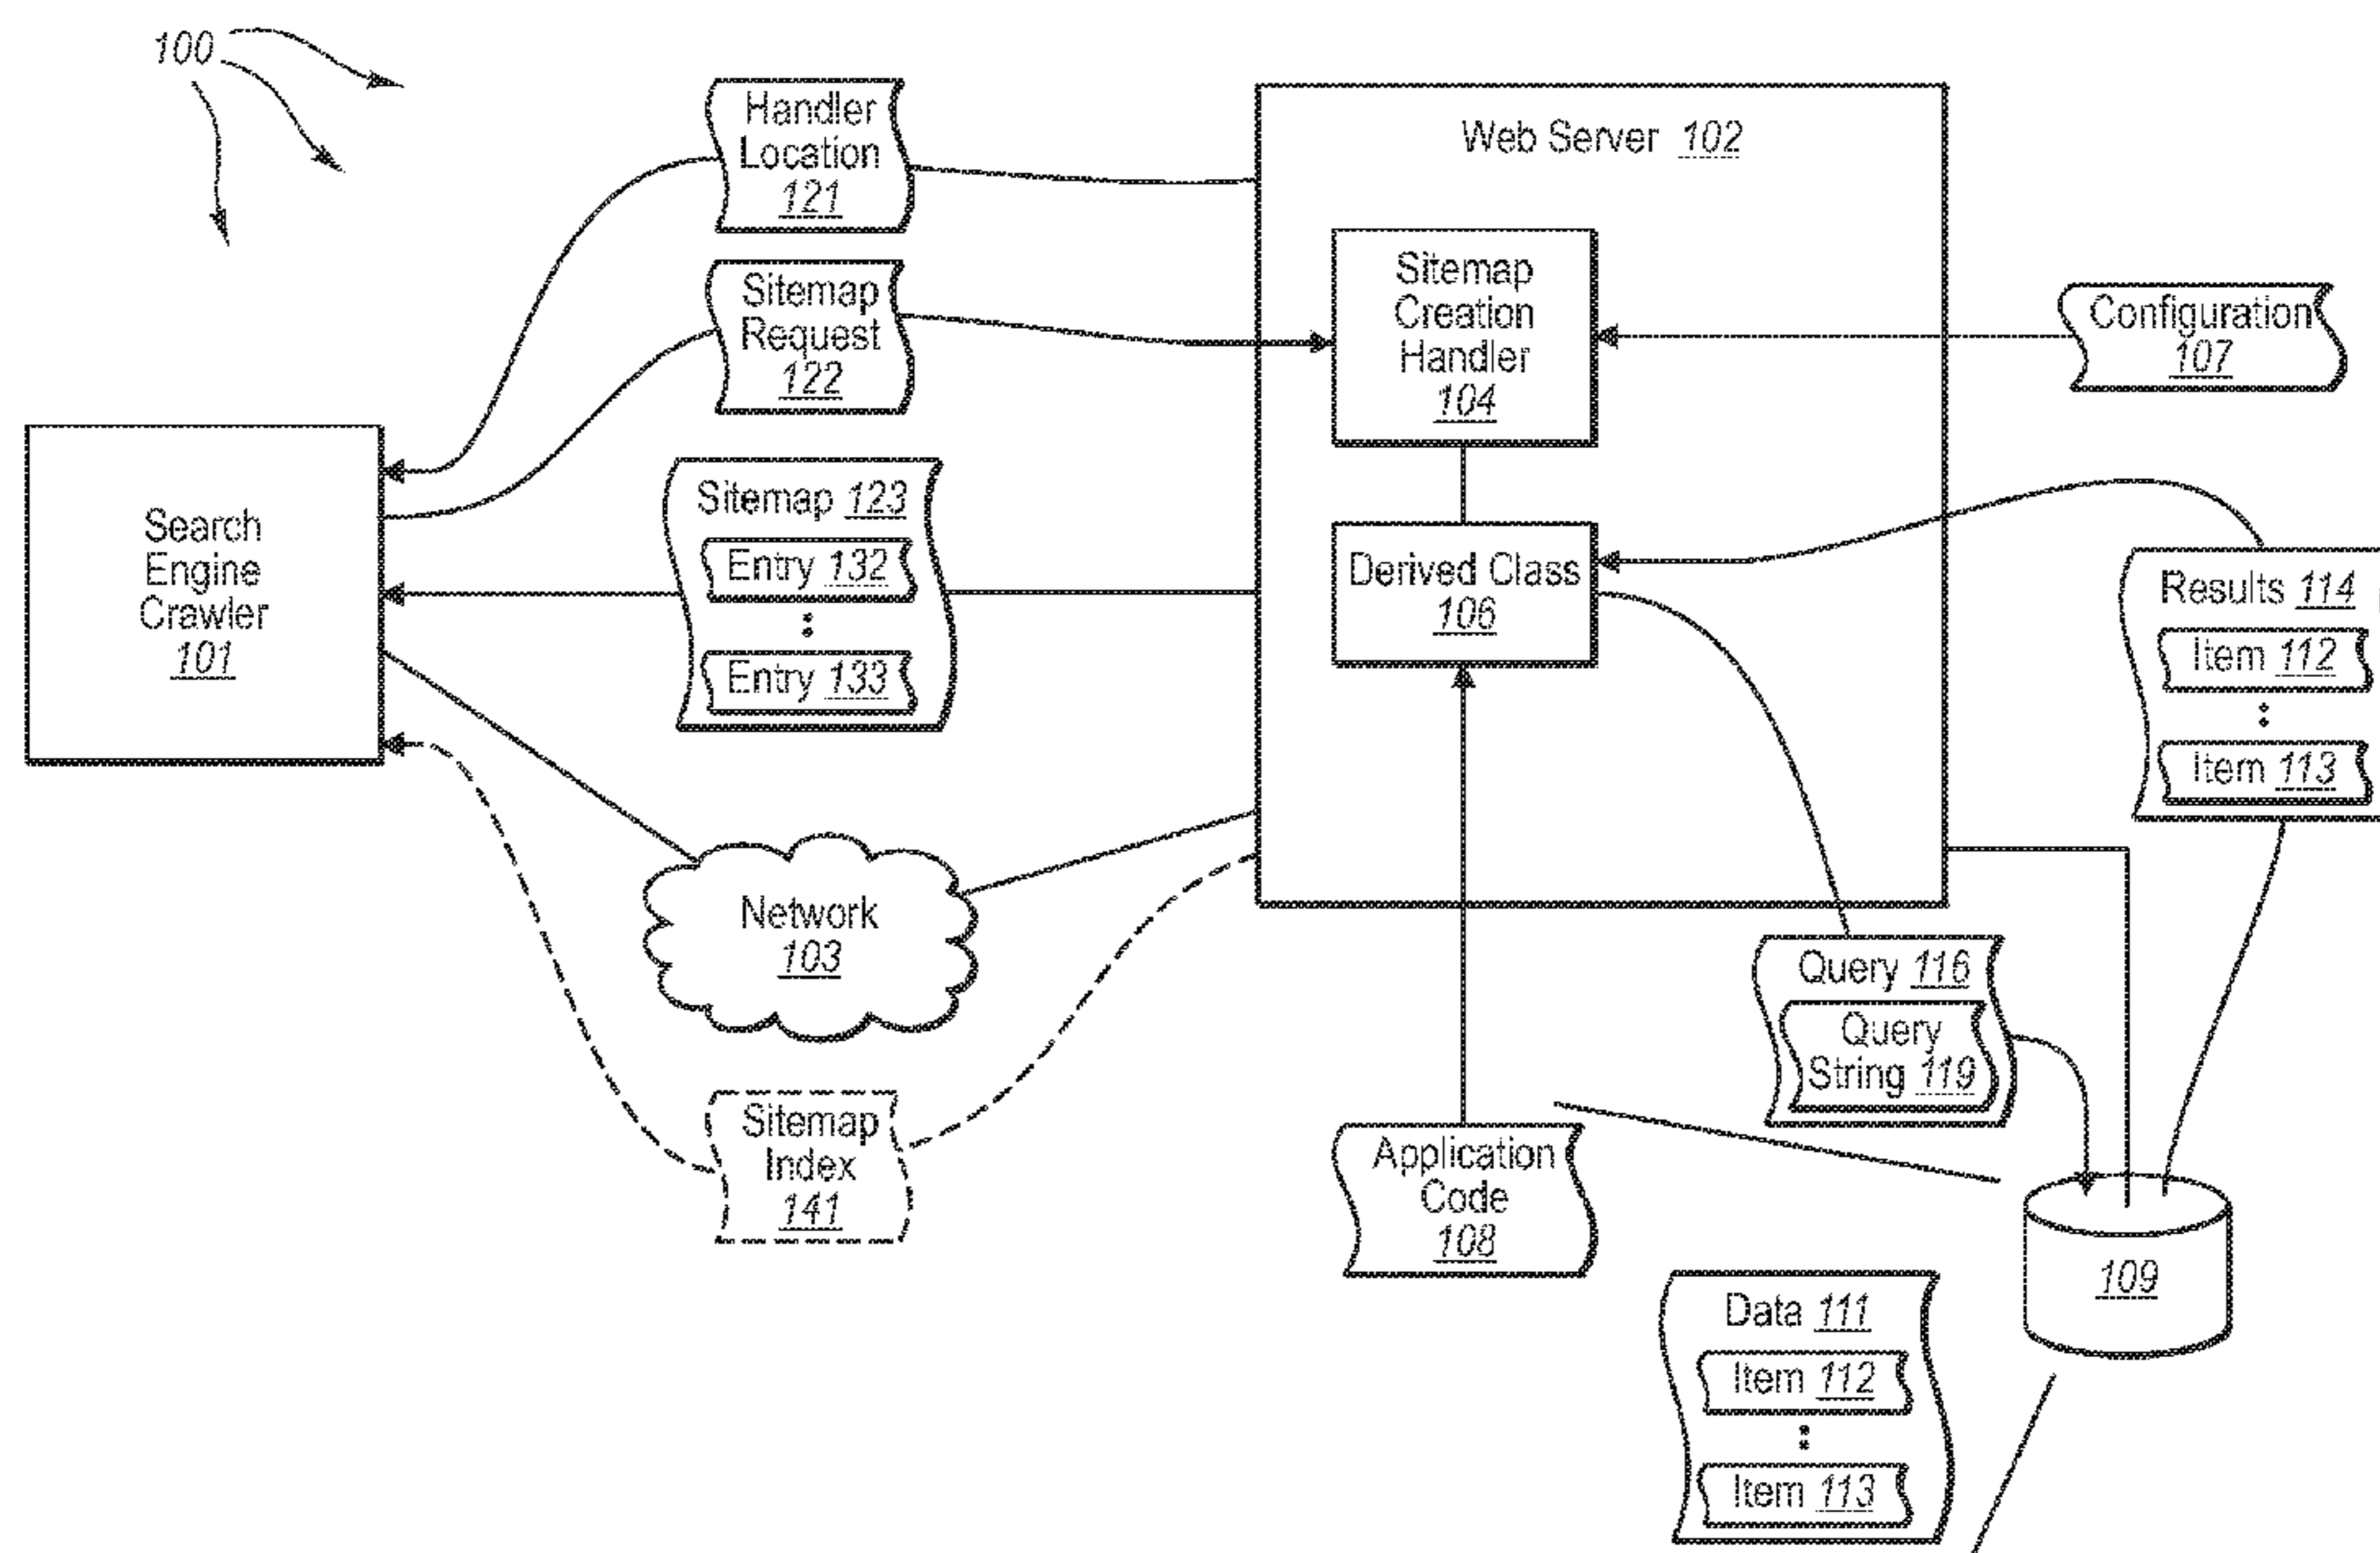 100
Handler
Location
121
Web Server 102
Sitemap
Request
122
Sitemap
Creation
Handler
104
Configuration
107
Search
Engine
Crawler
101
Sitemap 123
Entry 132
Entry 133
Derived Class
106
Results 114
Item 112
Item 113
Network
103
Query 116
Query
String 119
Sitemap
Index
141
Application
Code
108
109
Data 111
Item 112
Item 113